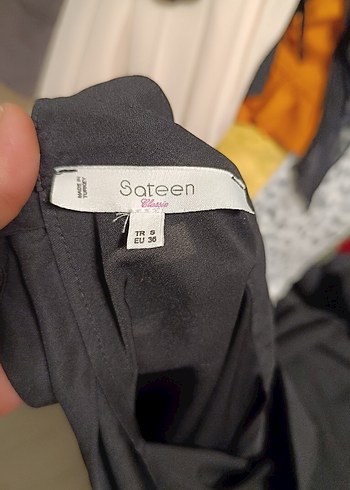 MADE IN
TURKEY
Sateen
Classic
TR S
EU 36